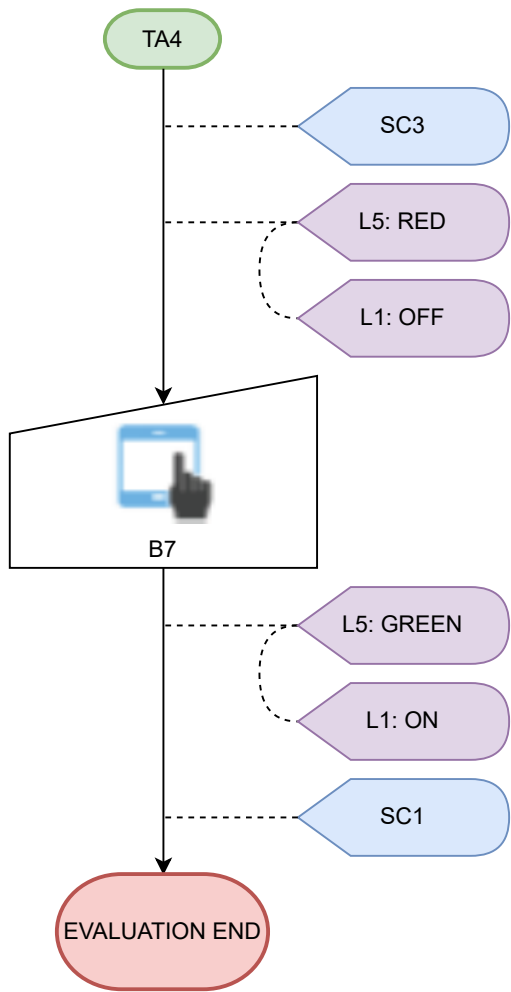 TA4
SC3
L5: RED
L1: OFF
B7
L5: GREEN
L1: ON
SC1
EVALUATION END